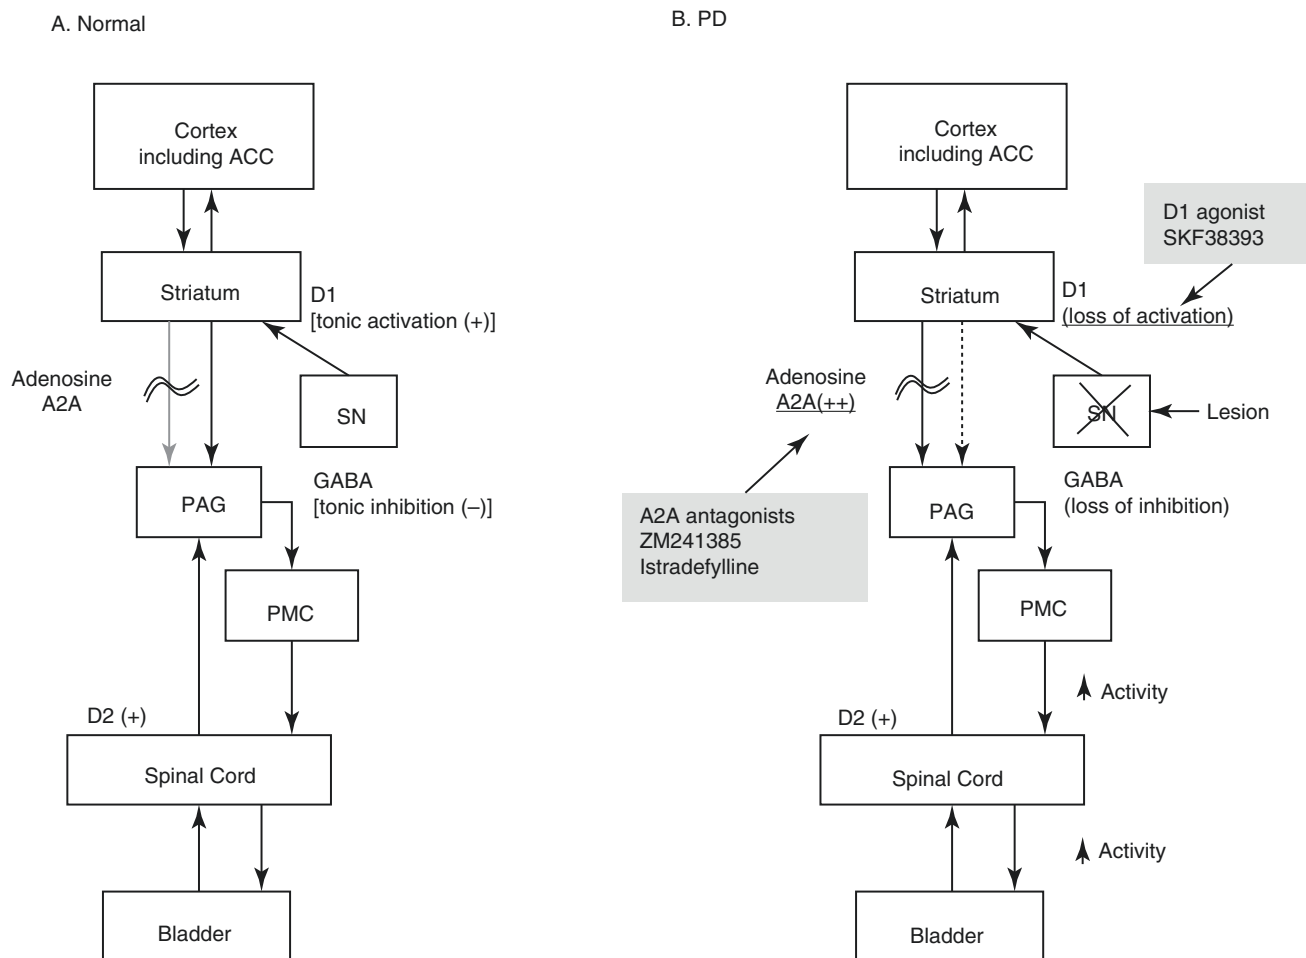 A. Normal
Cortex
including ACC
Striatum
D1
[tonic activation (+)]
Adenosine
A2A
SN
GABA
[tonic inhibition (–)]
PAG
PMC
D2 (+)
Spinal Cord
Bladder
B. PD
Cortex
including ACC
D1 agonist
SKF38393
Striatum
D1
(loss of activation)
Adenosine
A2A(++)
SN
Lesion
GABA
(loss of inhibition)
A2A antagonists
ZM241385
Istradefylline
PAG
PMC
Activity
D2 (+)
Spinal Cord
Activity
Bladder